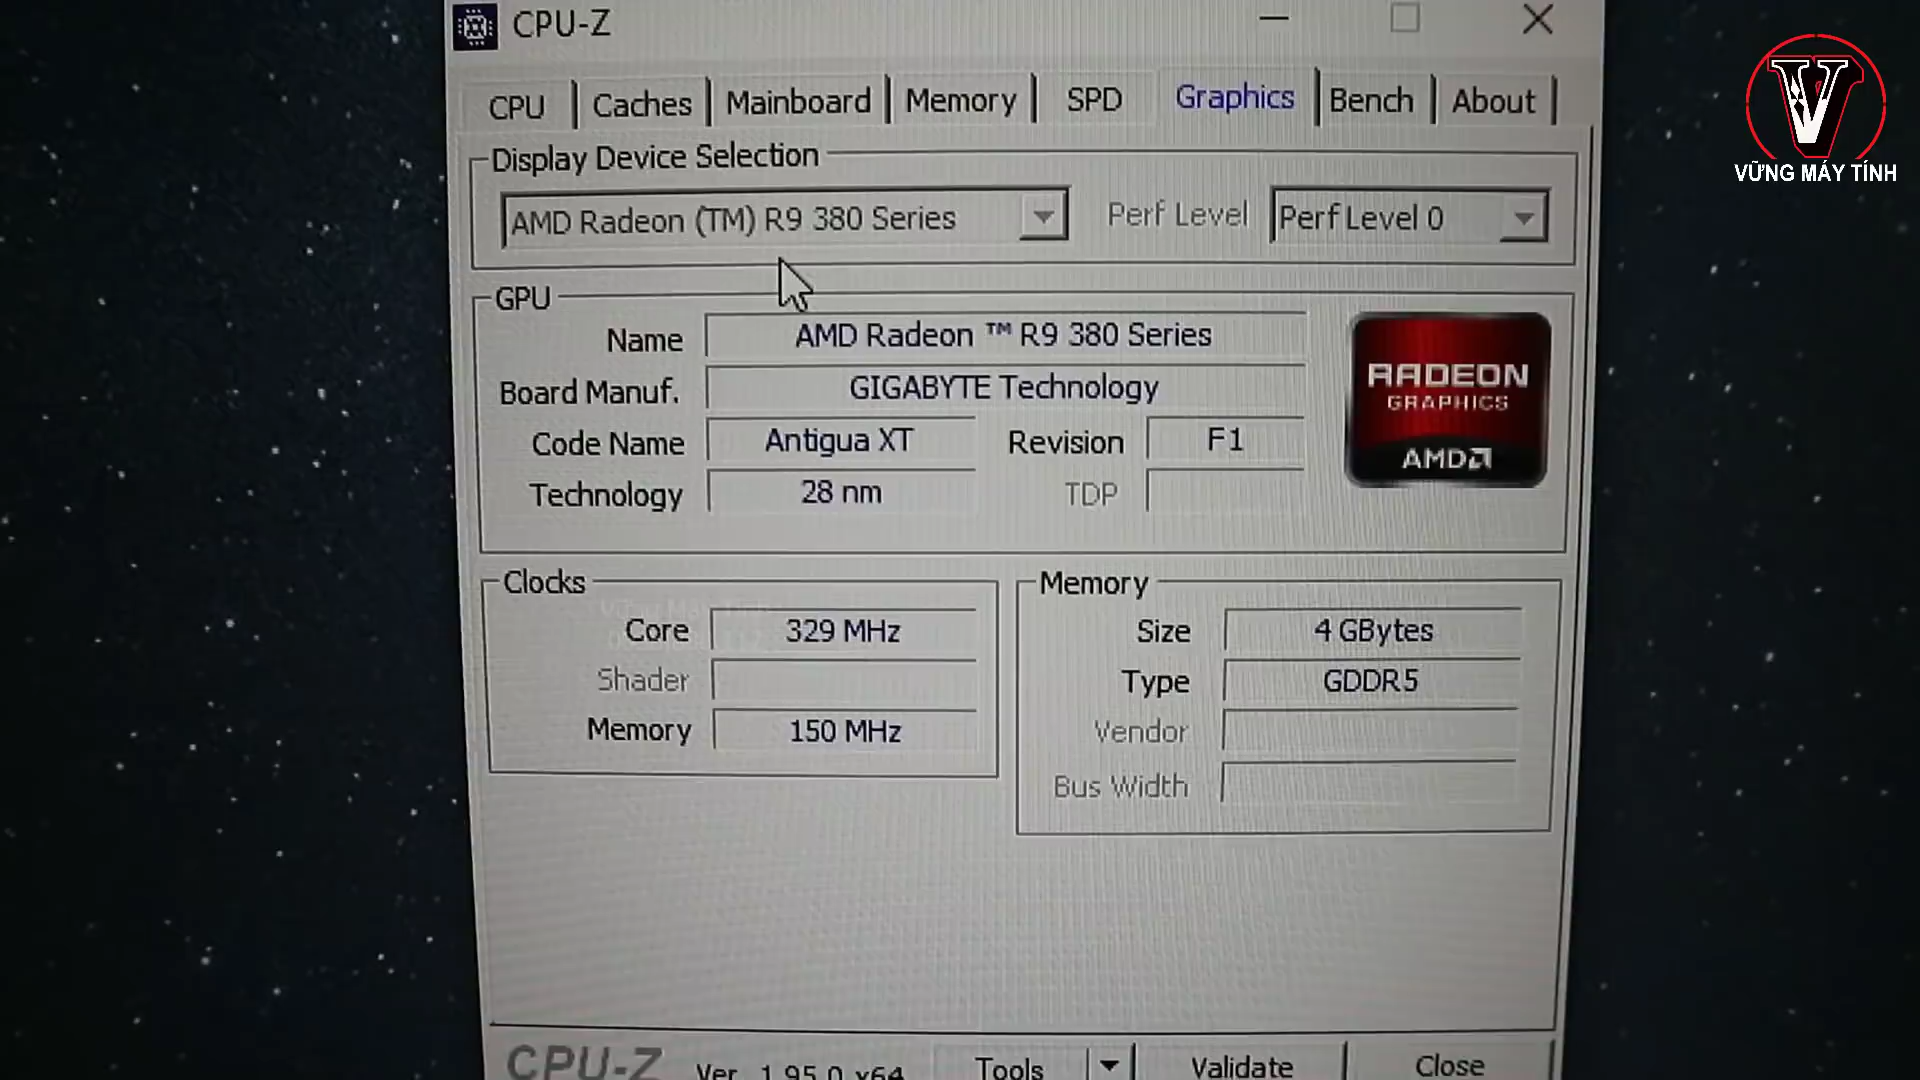 CPU-Z
CPU Caches Mainboard Memory SPD Graphics Bench About
Display Device Selection
AMD Radeon (TM) R9 380 Series Perf Level Perf Level 0
GPU
Name AMD Radeon ™ R9 380 Series
Board Manuf. GIGABYTE Technology
Code Name Antigua XT Revision F1
Technology 28 nm TDP
RADEON
GRAPHICS
AMD
Clocks
Core 329 MHz
Shader
Memory 150 MHz
Memory
Size 4 GBytes
Type GDDR5
Vendor
Bus Width
CPU-Z Ver. 1.95.0.x64 Tools Validate Close
V
VỮNG MÁY TÍNH